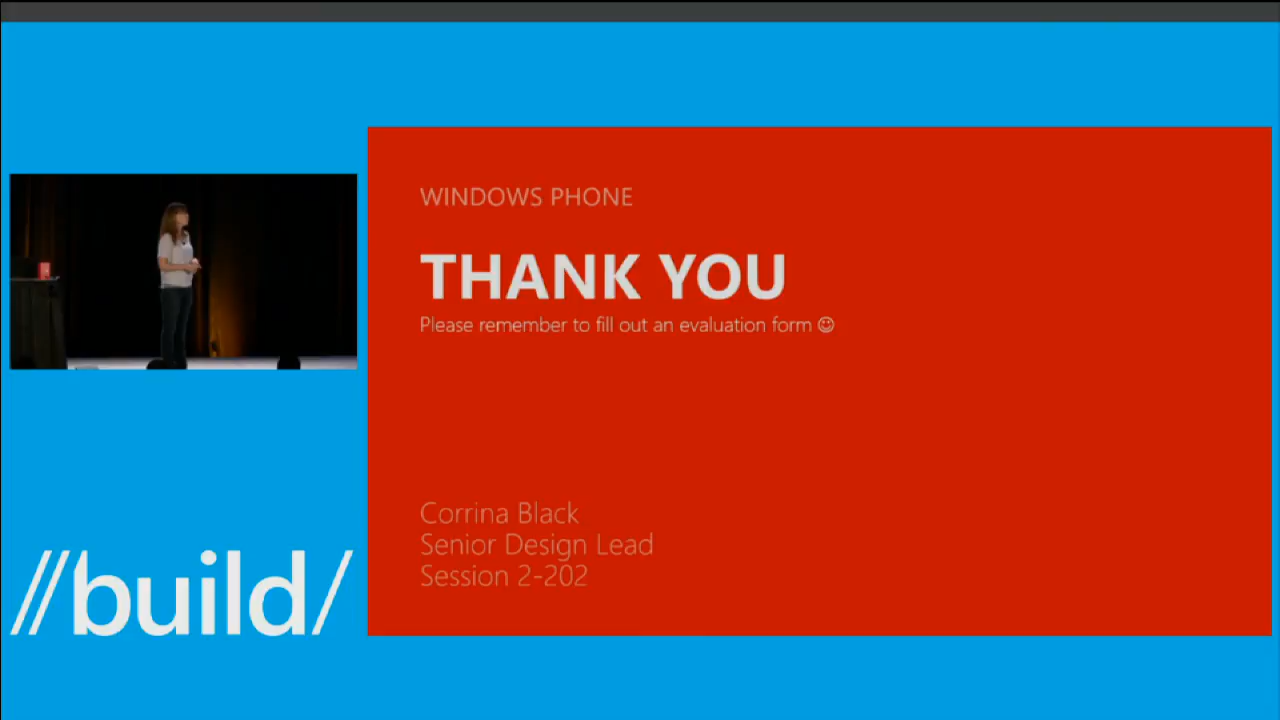 WINDOWS PHONE
THANK YOU
Please remember to fill out an evaluation form ☺
Corrina Black
Senior Design Lead
Session 2-202
//build/